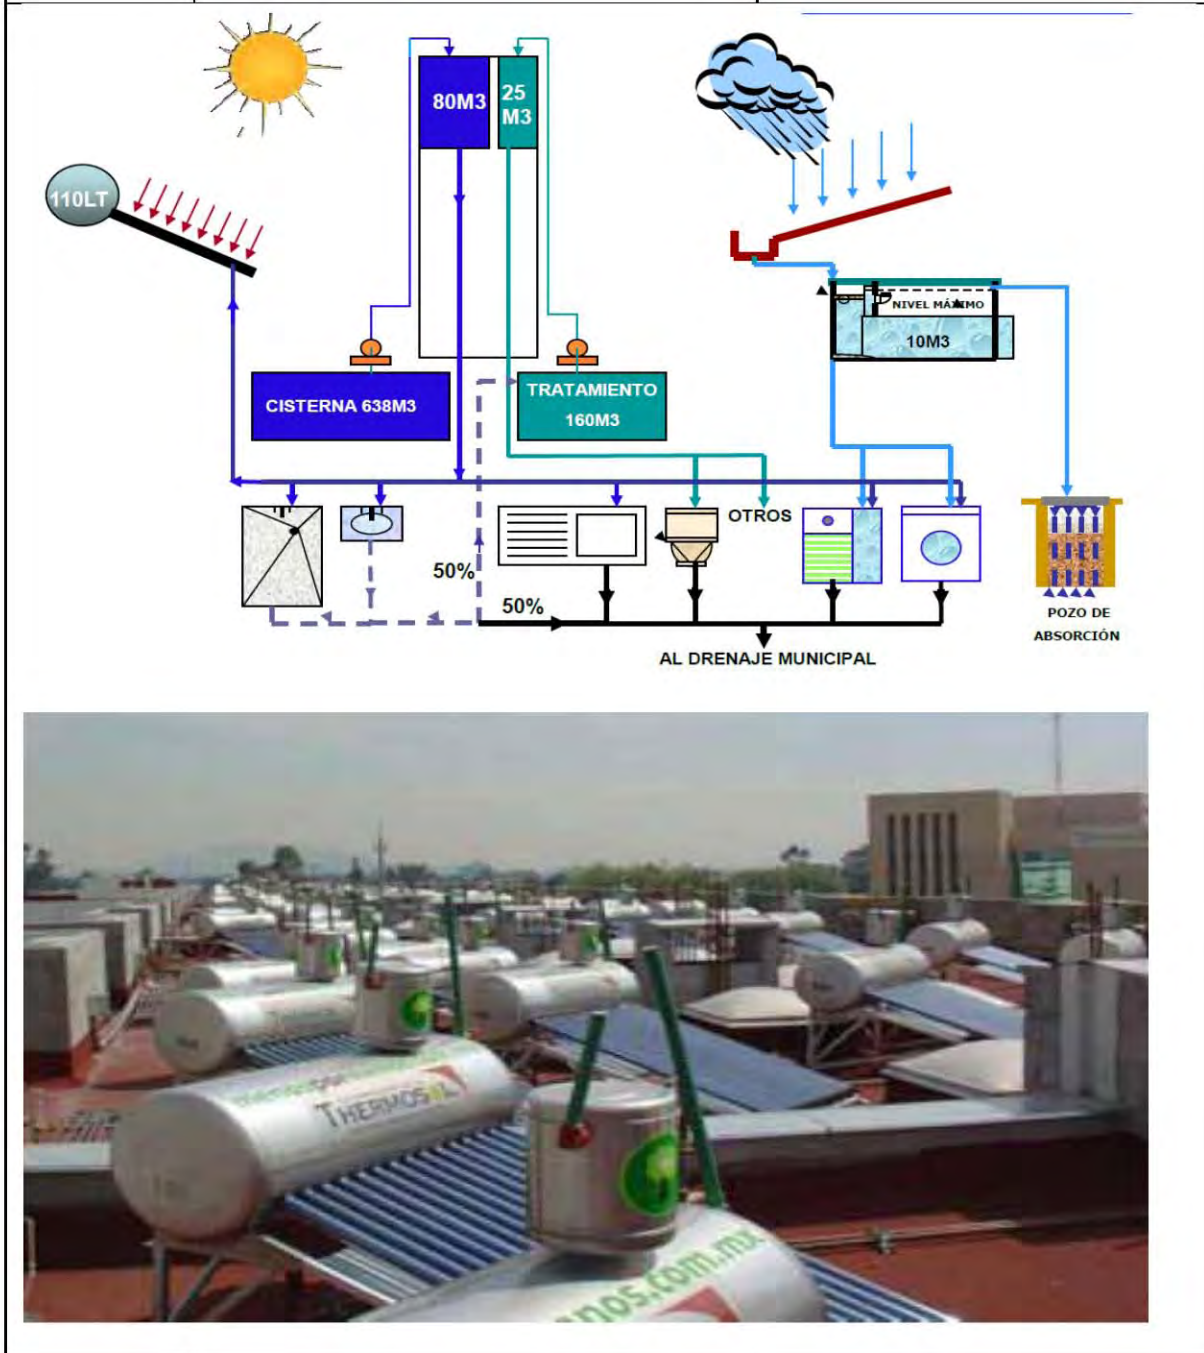 80M3
25
M3
110LT
NIVEL MÁXIMO
10M3
CISTERNA 638M3
TRATAMIENTO
160M3
OTROS
50%
50%
POZO DE
ABSORCIÓN
AL DRENAJE MUNICIPAL
THERMOSOL
nos.com.mx